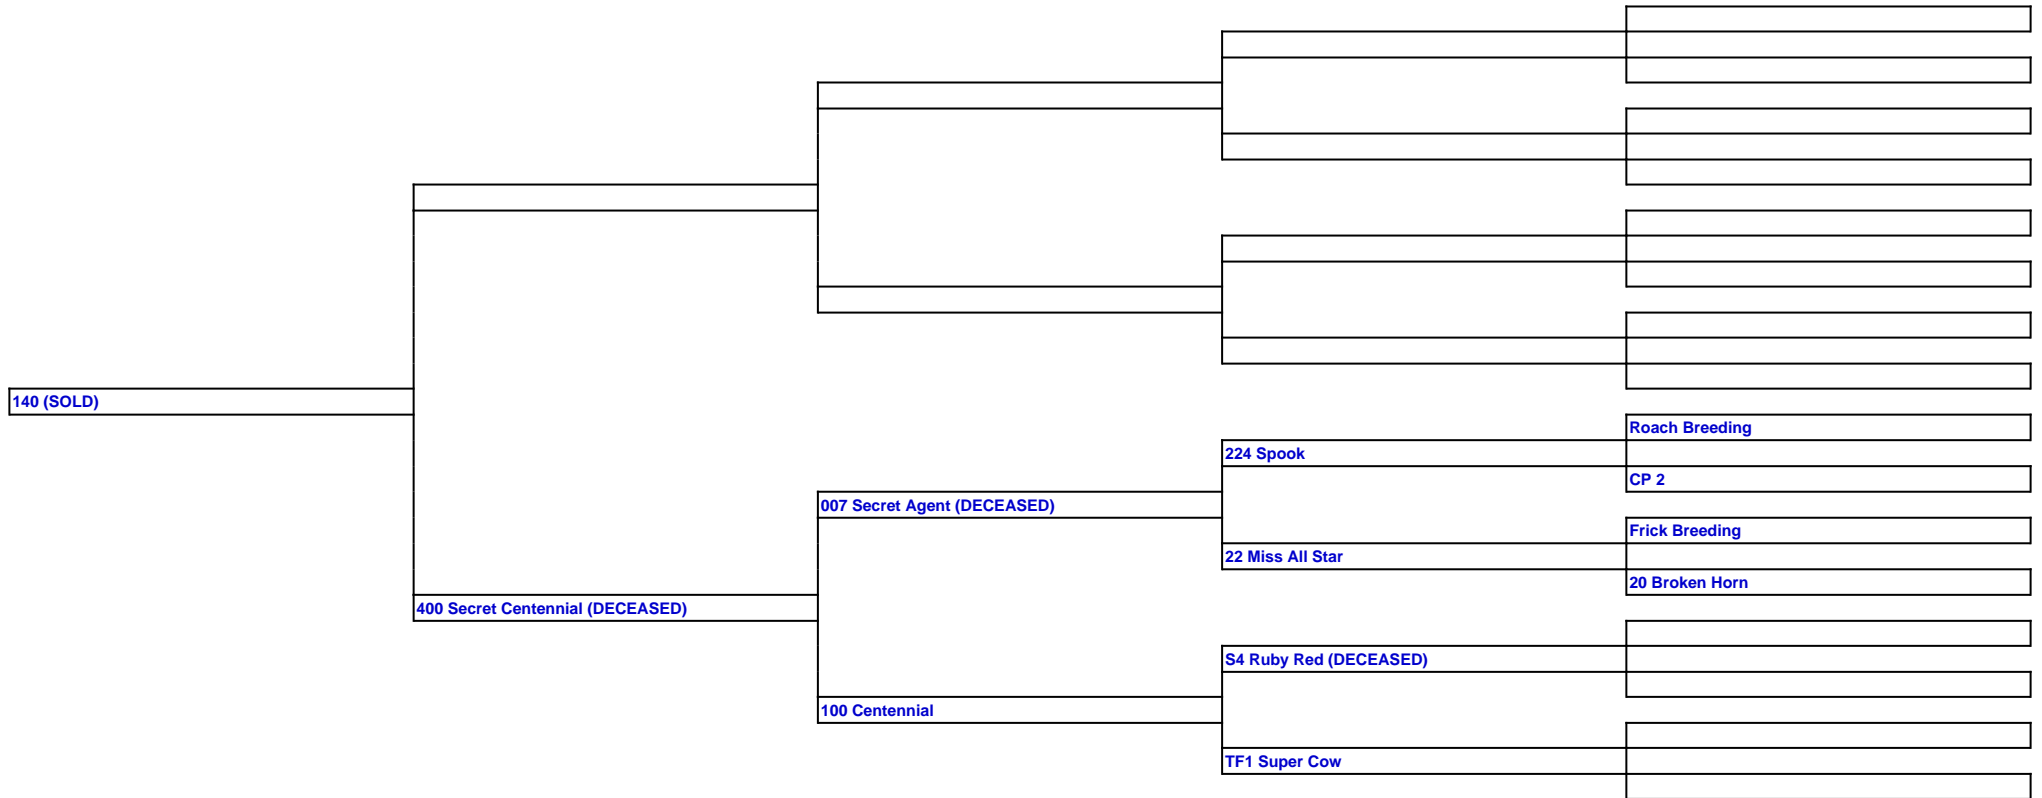 140 (SOLD)
400 Secret Centennial (DECEASED)
007 Secret Agent (DECEASED)
100 Centennial
224 Spook
22 Miss All Star
S4 Ruby Red (DECEASED)
TF1 Super Cow
Roach Breeding
CP 2
Frick Breeding
20 Broken Horn